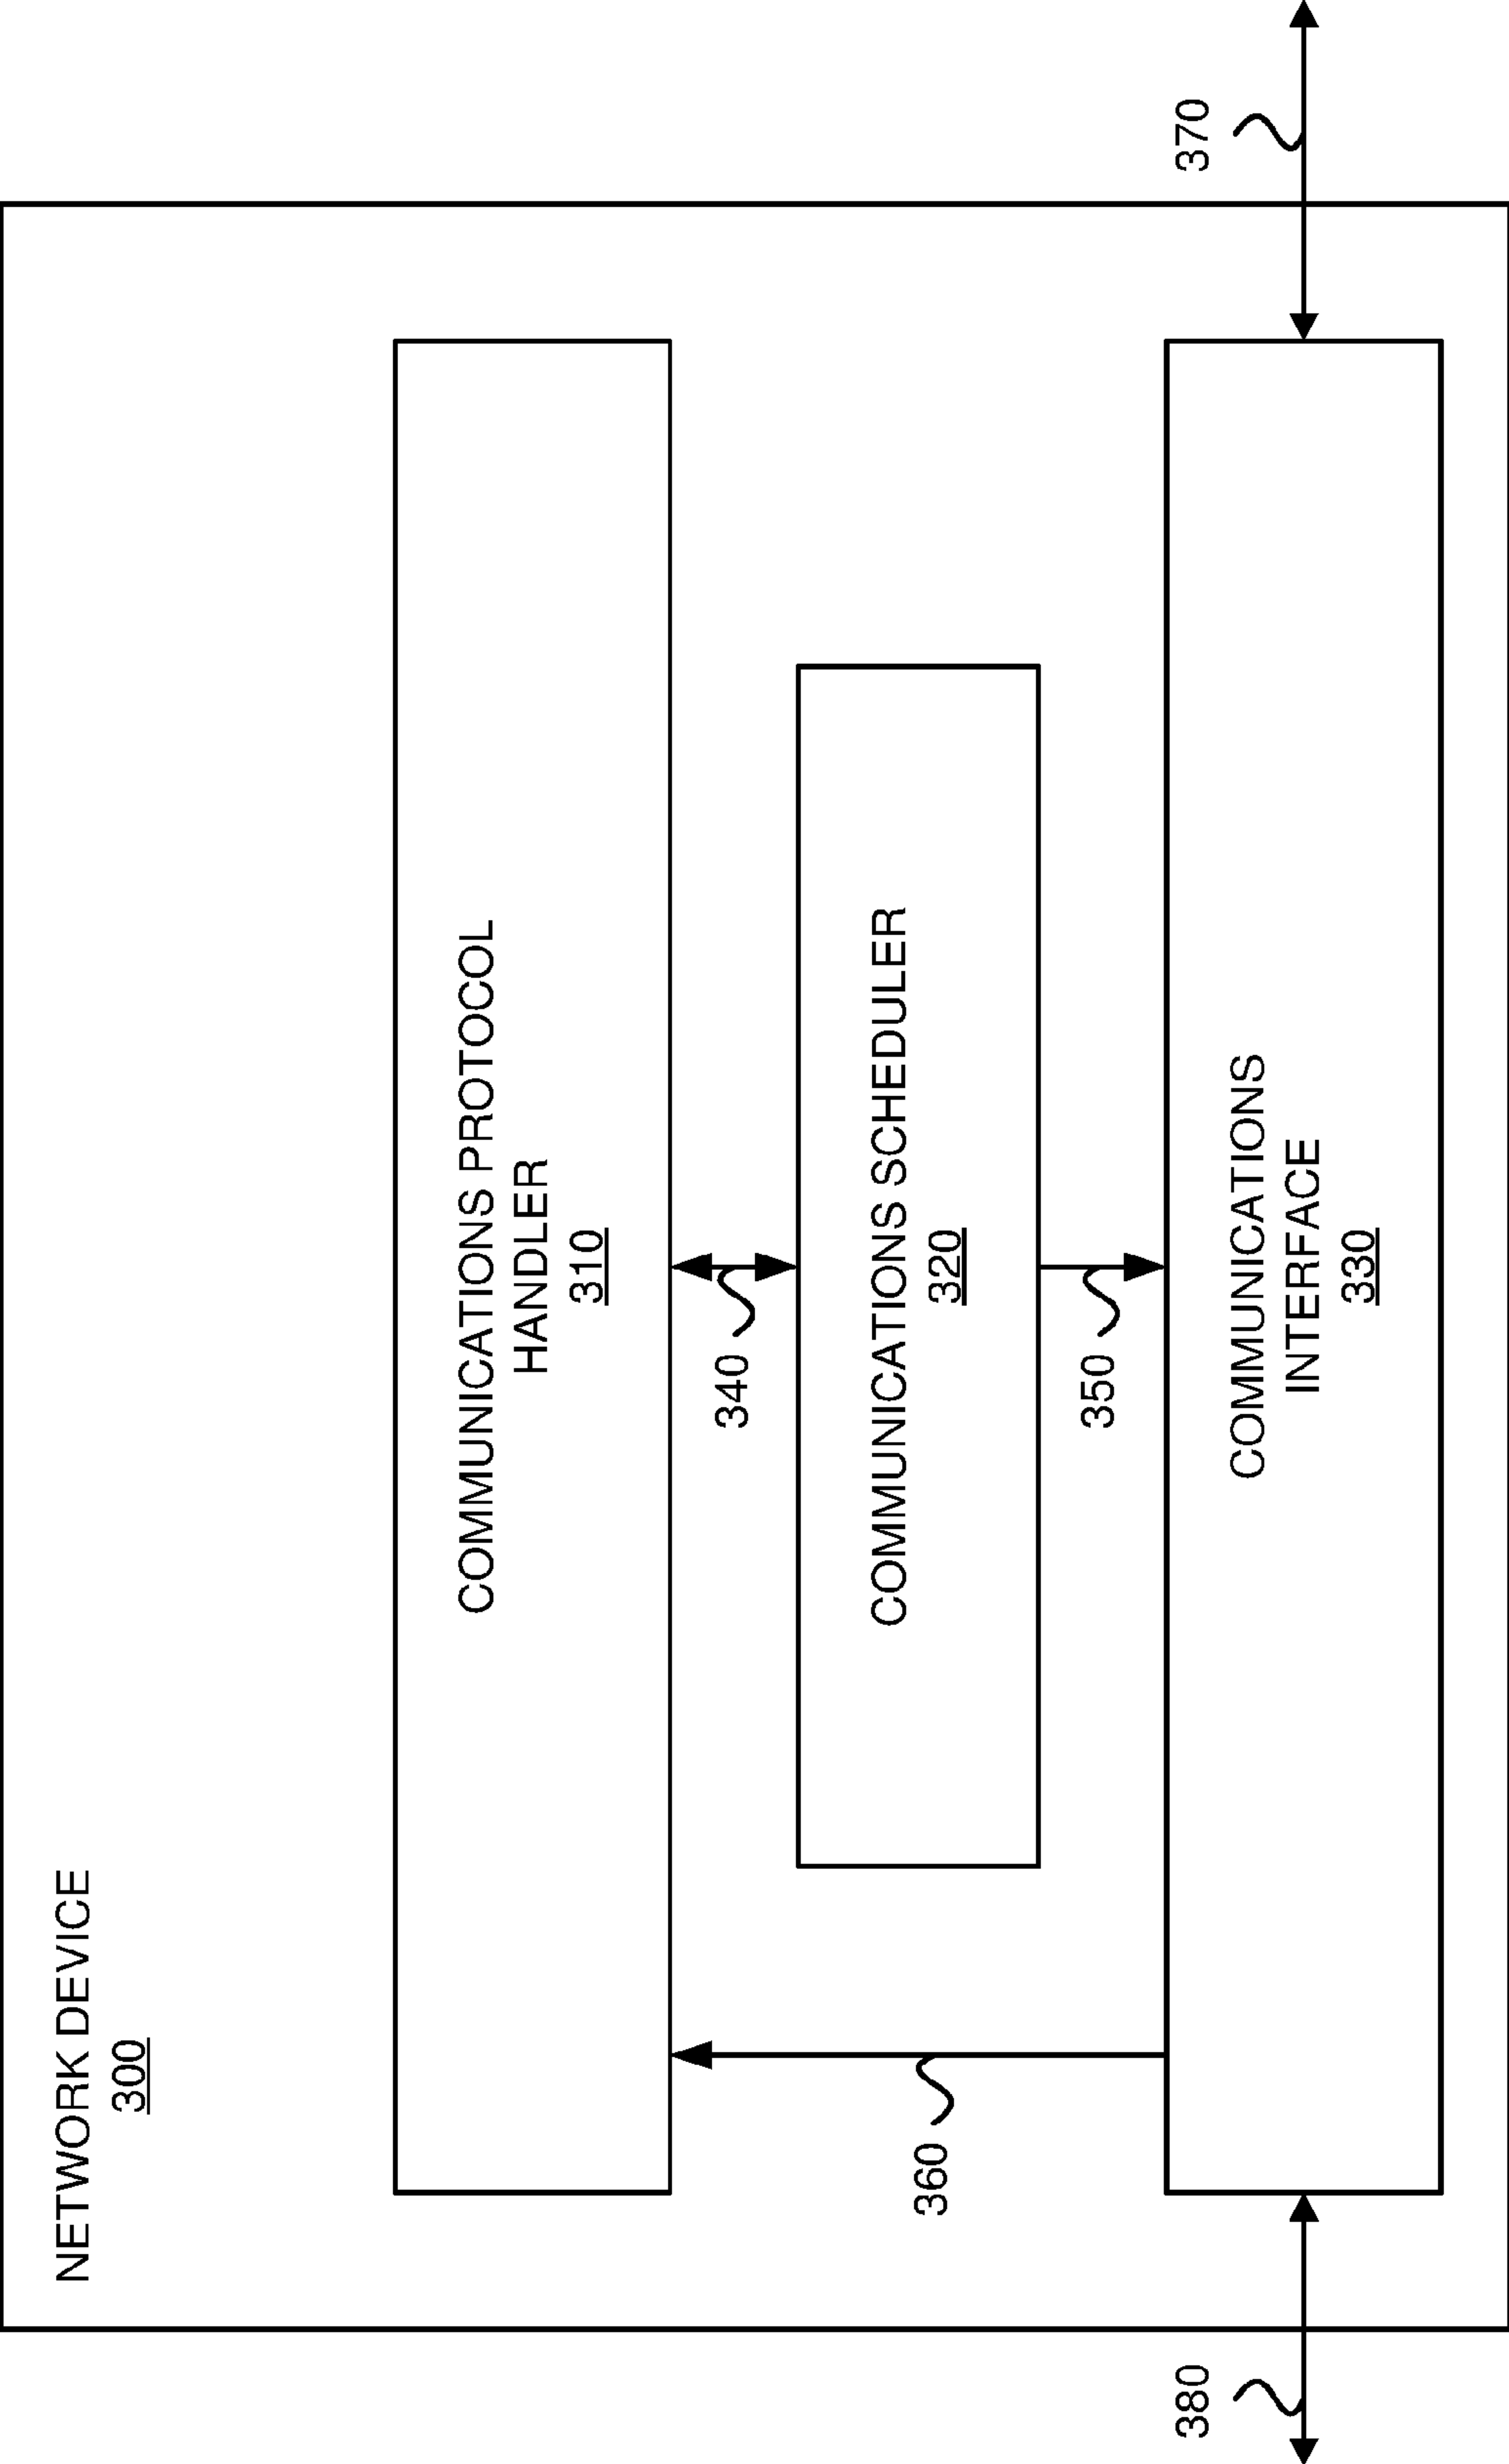 NETWORK DEVICE
300
COMMUNICATIONS PROTOCOL
HANDLER
310
340
COMMUNICATIONS SCHEDULER
320
360
350
COMMUNICATIONS
INTERFACE
330
380
370